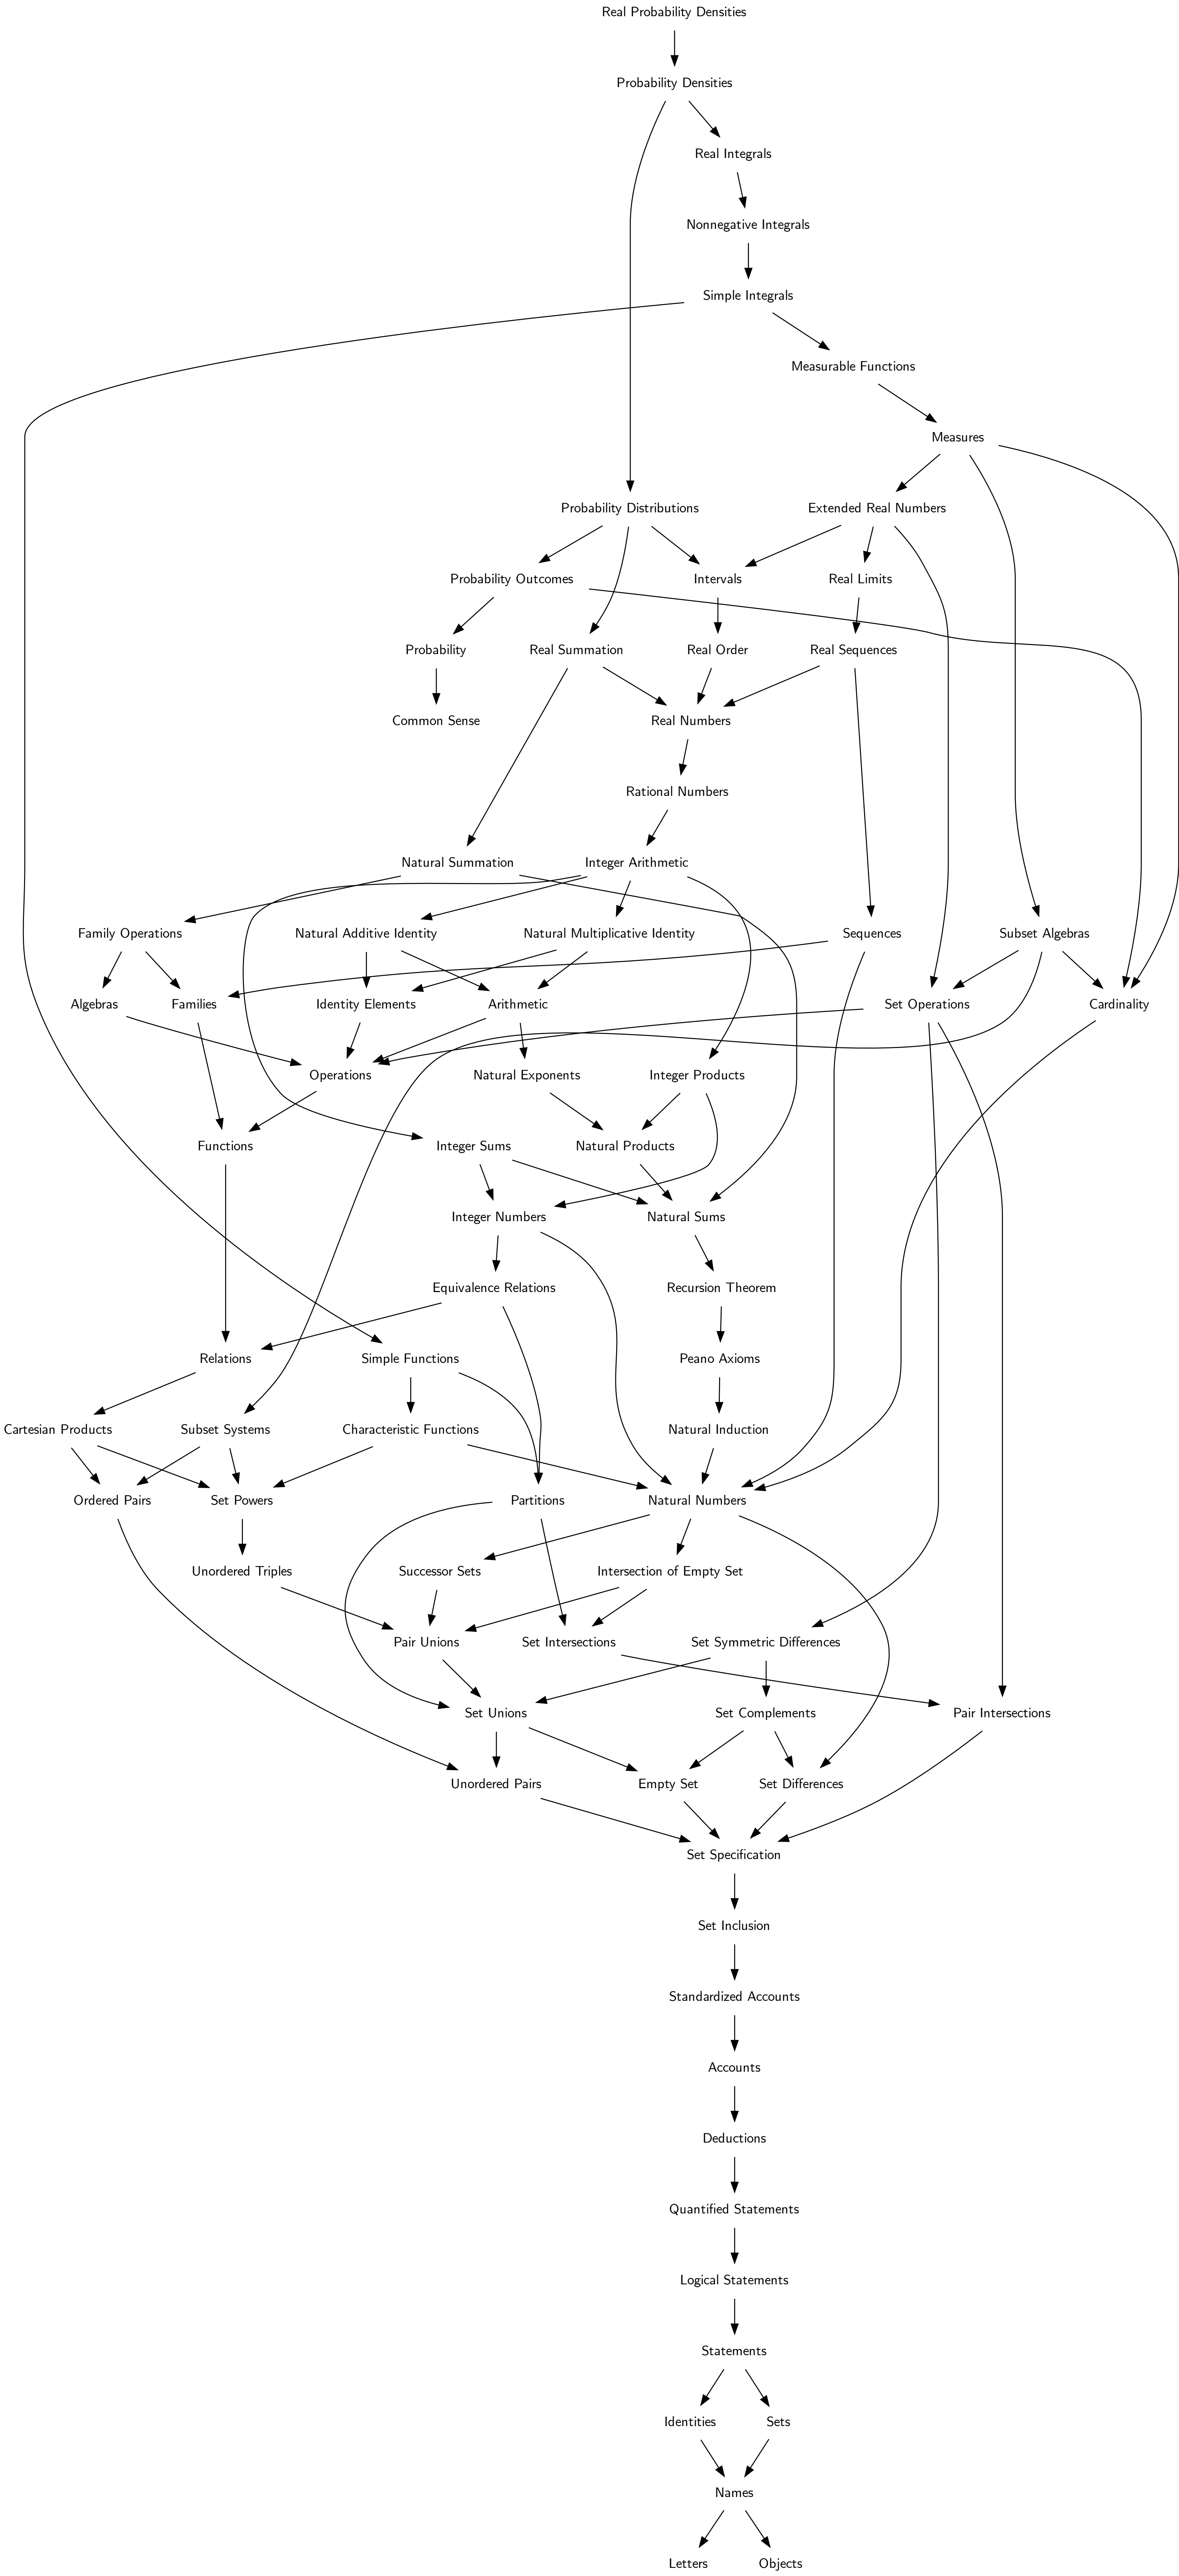 Real Probability Densities
Probability Densities
Real Integrals
Nonnegative Integrals
Simple Integrals
Measurable Functions
Measures
Probability Distributions
Extended Real Numbers
Probability Outcomes
Intervals
Real Limits
Probability
Real Summation
Real Order
Real Sequences
Common Sense
Real Numbers
Rational Numbers
Natural Summation
Integer Arithmetic
Family Operations
Natural Additive Identity
Natural Multiplicative Identity
Sequences
Subset Algebras
Algebras
Families
Identity Elements
Arithmetic
Set Operations
Cardinality
Operations
Natural Exponents
Integer Products
Functions
Integer Sums
Natural Products
Integer Numbers
Natural Sums
Equivalence Relations
Recursion Theorem
Relations
Simple Functions
Peano Axioms
Cartesian Products
Subset Systems
Characteristic Functions
Natural Induction
Ordered Pairs
Set Powers
Partitions
Natural Numbers
Unordered Triples
Successor Sets
Intersection of Empty Set
Pair Unions
Set Intersections
Set Symmetric Differences
Set Unions
Set Complements
Pair Intersections
Unordered Pairs
Empty Set
Set Differences
Set Specification
Set Inclusion
Standardized Accounts
Accounts
Deductions
Quantified Statements
Logical Statements
Statements
Identities
Sets
Names
Letters
Objects